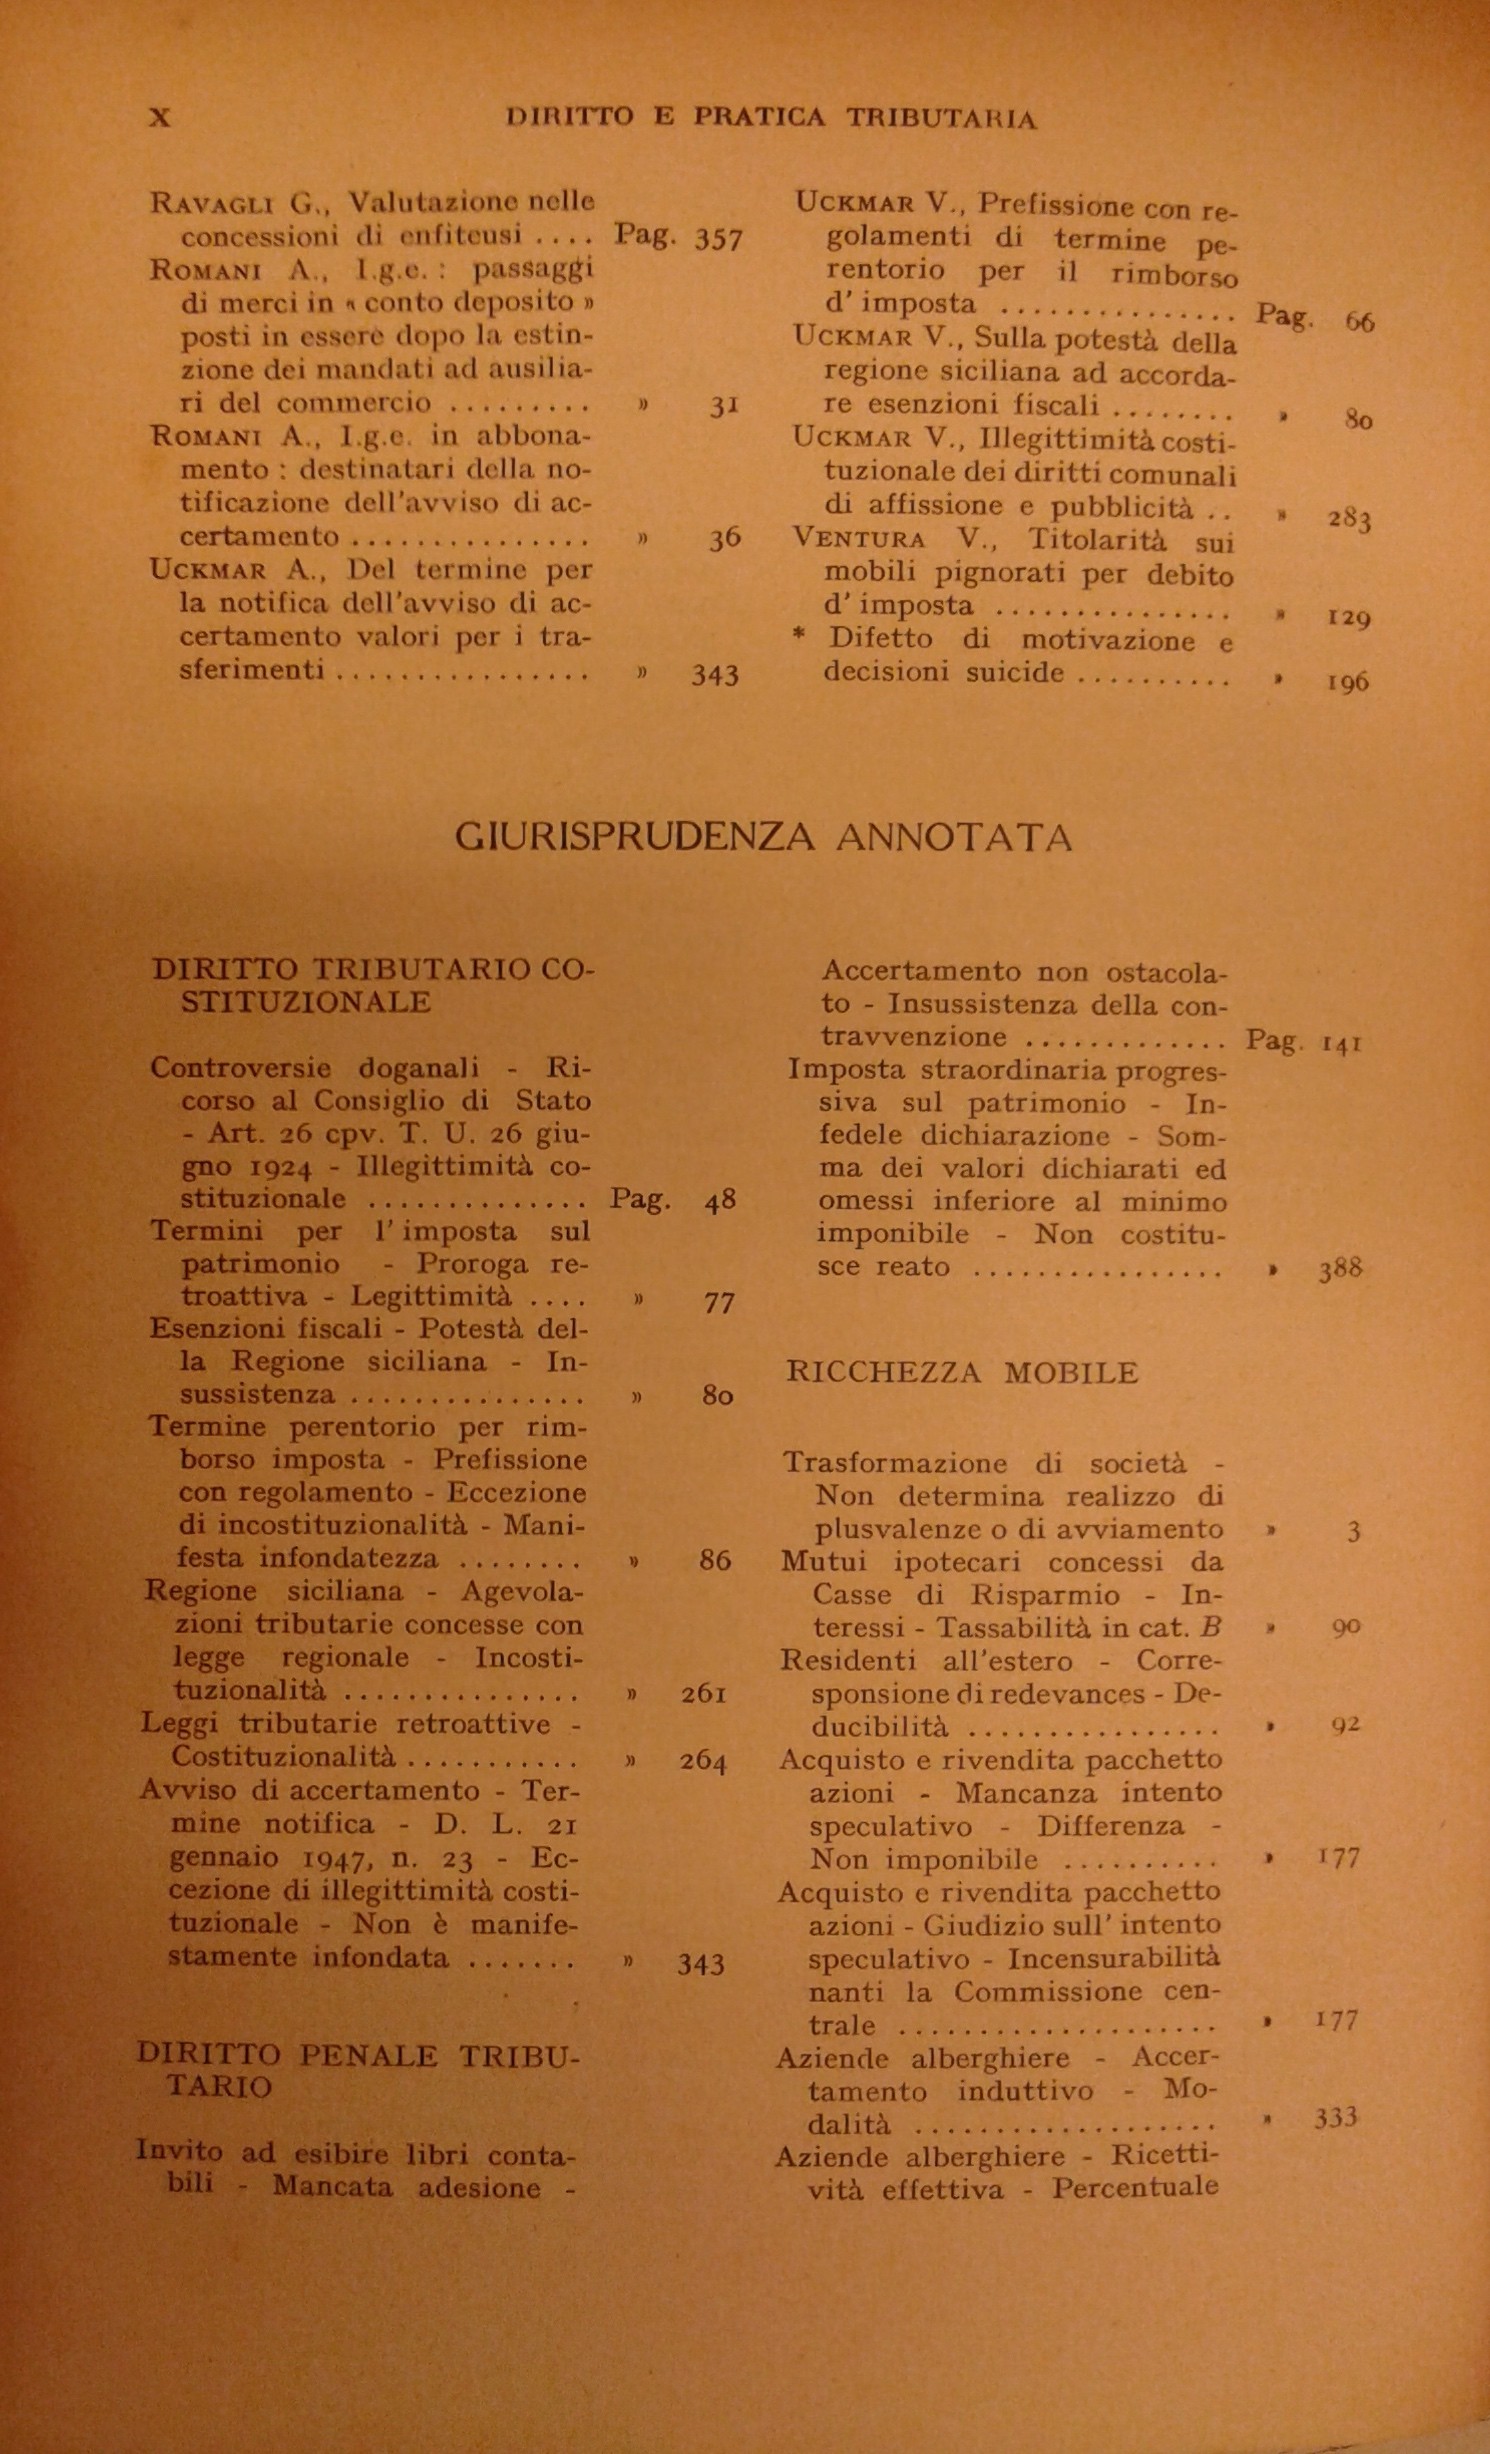 X DIRITTO E PRATICA TRIBUTARIA
RAVAGLI G., Valutazione nelle
concessioni di enfiteusi .... Pag. 357
ROMANI A., I.g.e. : passaggi
di merci in « conto deposito »
posti in essere dopo la estin-
zione dei mandati ad ausilia-
ri del commercio ......... » 31
ROMANI A., I.g.e. in abbona-
mento : destinatari della no-
tificazione dell'avviso di ac-
certamento ............... » 36
UCKMAR A., Del termine per
la notifica dell'avviso di ac-
certamento valori per i tra-
sferimenti ................ » 343
UCKMAR V., Prefissione con re-
golamenti di termine pe-
rentorio per il rimborso
d' imposta ............... Pag. 66
UCKMAR V., Sulla potestà della
regione siciliana ad accorda-
re esenzioni fiscali ........ » 80
UCKMAR V., Illegittimità costi-
tuzionale dei diritti comunali
di affissione e pubblicità .. » 283
VENTURA V., Titolarità sui
mobili pignorati per debito
d' imposta ............... » 129
* Difetto di motivazione e
decisioni suicide .......... » 196
GIURISPRUDENZA ANNOTATA
DIRITTO TRIBUTARIO CO-
STITUZIONALE
Controversie doganali - Ri-
corso al Consiglio di Stato
- Art. 26 cpv. T. U. 26 giu-
gno 1924 - Illegittimità co-
stituzionale .............. Pag. 48
Termini per l' imposta sul
patrimonio - Proroga re-
troattiva - Legittimità .... » 77
Esenzioni fiscali - Potestà del-
la Regione siciliana - In-
sussistenza ............... » 80
Termine perentorio per rim-
borso imposta - Prefissione
con regolamento - Eccezione
di incostituzionalità - Mani-
festa infondatezza ........ » 86
Regione siciliana - Agevola-
zioni tributarie concesse con
legge regionale - Incosti-
tuzionalità ............... » 261
Leggi tributarie retroattive -
Costituzionalità ........... » 264
Avviso di accertamento - Ter-
mine notifica - D. L. 21
gennaio 1947, n. 23 - Ec-
cezione di illegittimità costi-
tuzionale - Non è manife-
stamente infondata ....... » 343
DIRITTO PENALE TRIBU-
TARIO
Invito ad esibire libri conta-
bili - Mancata adesione -
Accertamento non ostacola-
to - Insussistenza della con-
travvenzione ............. Pag. 141
Imposta straordinaria progres-
siva sul patrimonio - In-
fedele dichiarazione - Som-
ma dei valori dichiarati ed
omessi inferiore al minimo
imponibile - Non costitu-
sce reato ................ » 388
RICCHEZZA MOBILE
Trasformazione di società -
Non determina realizzo di
plusvalenze o di avviamento » 3
Mutui ipotecari concessi da
Casse di Risparmio - In-
teressi - Tassabilità in cat. B » 90
Residenti all'estero - Corre-
sponsione di redevances - De-
ducibilità ................ » 92
Acquisto e rivendita pacchetto
azioni - Mancanza intento
speculativo - Differenza -
Non imponibile .......... » 177
Acquisto e rivendita pacchetto
azioni - Giudizio sull' intento
speculativo - Incensurabilità
nanti la Commissione cen-
trale .................... » 177
Aziende alberghiere - Accer-
tamento induttivo - Mo-
dalità ................... » 333
Aziende alberghiere - Ricetti-
vità effettiva - Percentuale